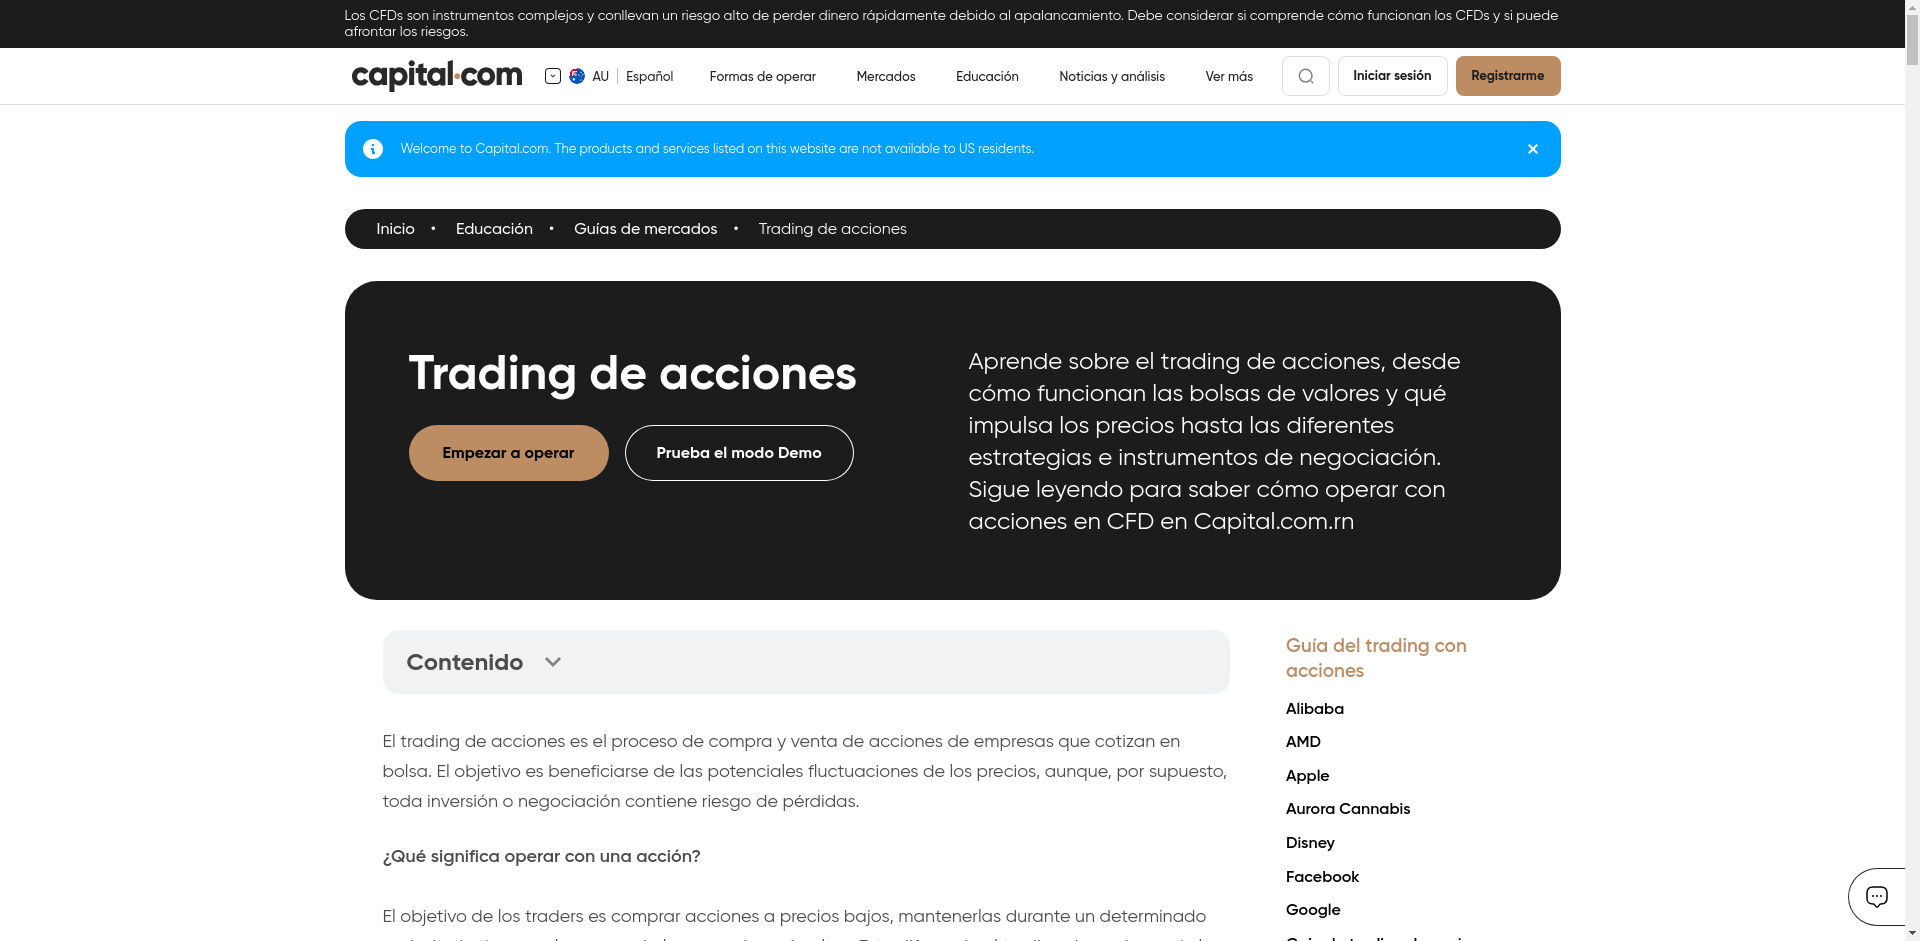 Los CFDs son instrumentos complejos y conllevan un riesgo alto de perder dinero rápidamente debido al apalancamiento. Debe considerar si comprende cómo funcionan los CFDs y si puede
afrontar los riesgos.
capital.com
AU
Español
Formas de operar
Mercados
Educación
Noticias y análisis
Ver más
Iniciar sesión
Registrarme
Welcome to Capital.com. The products and services listed on this website are not available to US residents.
Inicio • Educación • Guías de mercados • Trading de acciones
Trading de acciones
Empezar a operar
Prueba el modo Demo
Aprende sobre el trading de acciones, desde
cómo funcionan las bolsas de valores y qué
impulsa los precios hasta las diferentes
estrategias e instrumentos de negociación.
Sigue leyendo para saber cómo operar con
acciones en CFD en Capital.com.rn
Contenido
El trading de acciones es el proceso de compra y venta de acciones de empresas que cotizan en
bolsa. El objetivo es beneficiarse de las potenciales fluctuaciones de los precios, aunque, por supuesto,
toda inversión o negociación contiene riesgo de pérdidas.
¿Qué significa operar con una acción?
El objetivo de los traders es comprar acciones a precios bajos, mantenerlas durante un determinado
Guía del trading con
acciones
Alibaba
AMD
Apple
Aurora Cannabis
Disney
Facebook
Google